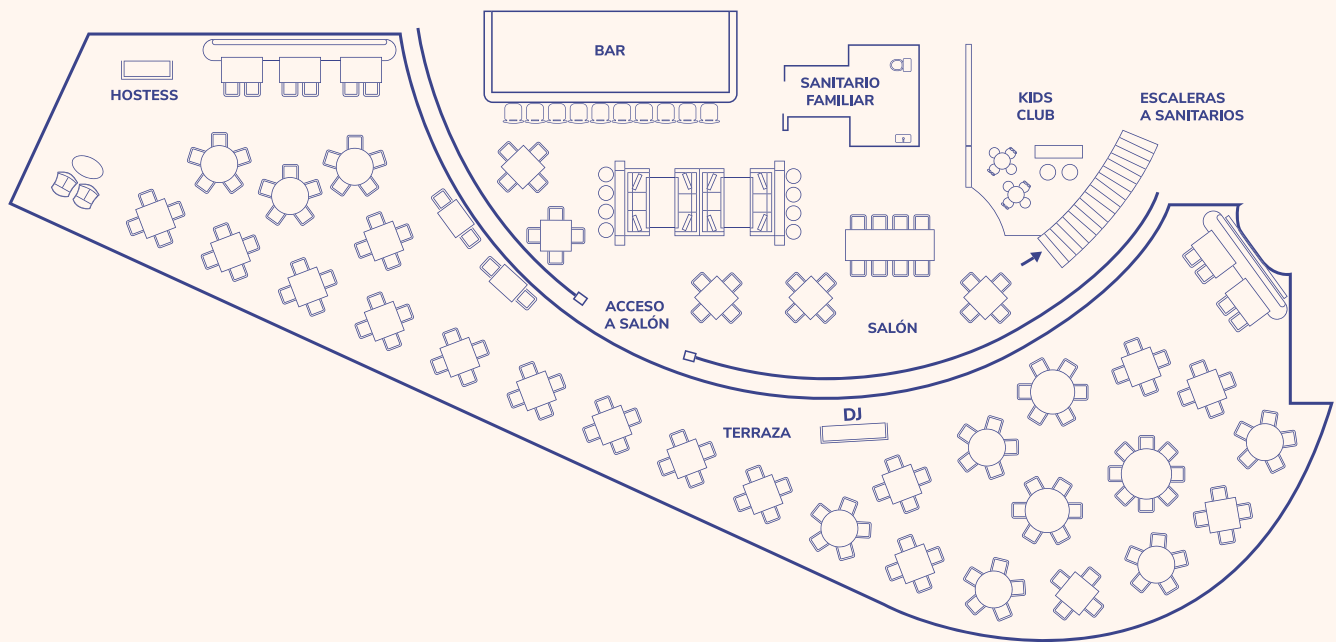 HOSTESS
BAR
SANITARIO
FAMILIAR
KIDS
CLUB
ESCALERAS
A SANITARIOS
ACCESO
A SALÓN
SALÓN
TERRAZA
DJ